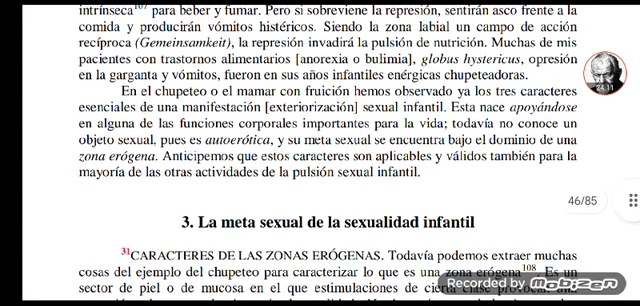 intrínseca¹⁰⁷ para beber y fumar. Pero si sobreviene la represión, sentirán asco frente a la
comida y producirán vómitos histéricos. Siendo la zona labial un campo de acción
recíproca (Gemeinsamkeit), la represión invadirá la pulsión de nutrición. Muchas de mis
pacientes con trastornos alimentarios [anorexia o bulimia], globus hystericus, opresión
en la garganta y vómitos, fueron en sus años infantiles enérgicas chupeteadoras.
En el chupeteo o el mamar con fruición hemos observado ya los tres caracteres
esenciales de una manifestación [exteriorización] sexual infantil. Esta nace apoyándose
en alguna de las funciones corporales importantes para la vida; todavía no conoce un
objeto sexual, pues es autoerótica, y su meta sexual se encuentra bajo el dominio de una
zona erógena. Anticipemos que estos caracteres son aplicables y válidos también para la
mayoría de las otras actividades de la pulsión sexual infantil.
24:11
46/85
3. La meta sexual de la sexualidad infantil
³¹CARACTERES DE LAS ZONAS ERÓGENAS. Todavía podemos extraer muchas
cosas del ejemplo del chupeteo para caracterizar lo que es una zona erógena¹⁰⁸. Es un
sector de piel o de mucosa en el que estimulaciones de cierta clase provocan
Recorded by mobizen